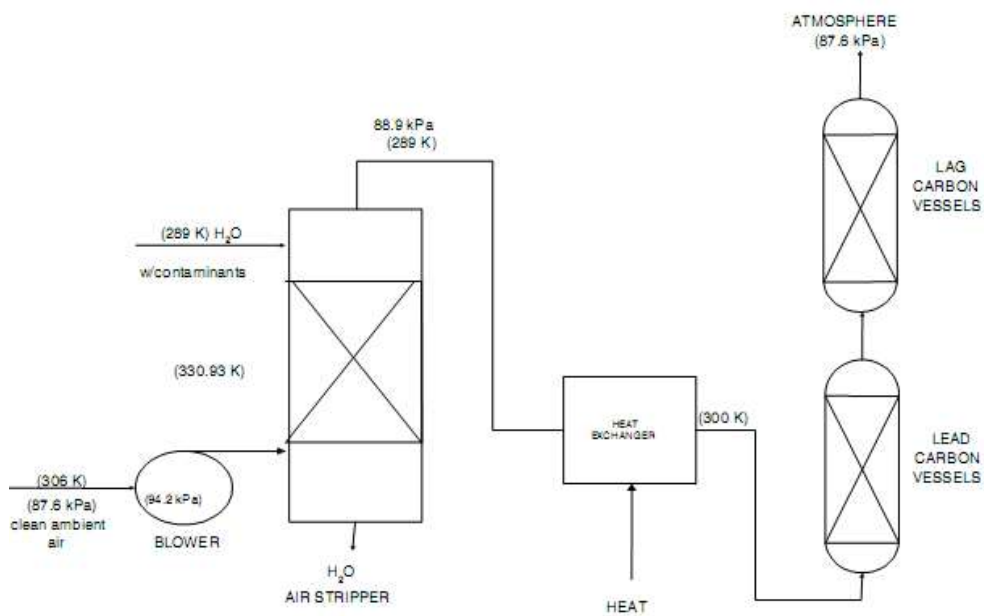 ATMOSPHERE
(87.6 kPa)
88.9 kPa
(289 K)
LAG
CARBON
VESSELS
(289 K) H₂O
w/contaminants
(330.93 K)
HEAT
EXCHANGER
(300 K)
LEAD
CARBON
VESSELS
(306 K)
(87.6 kPa)
clean ambient
air
(94.2 kPa)
BLOWER
H₂O
AIR STRIPPER
HEAT